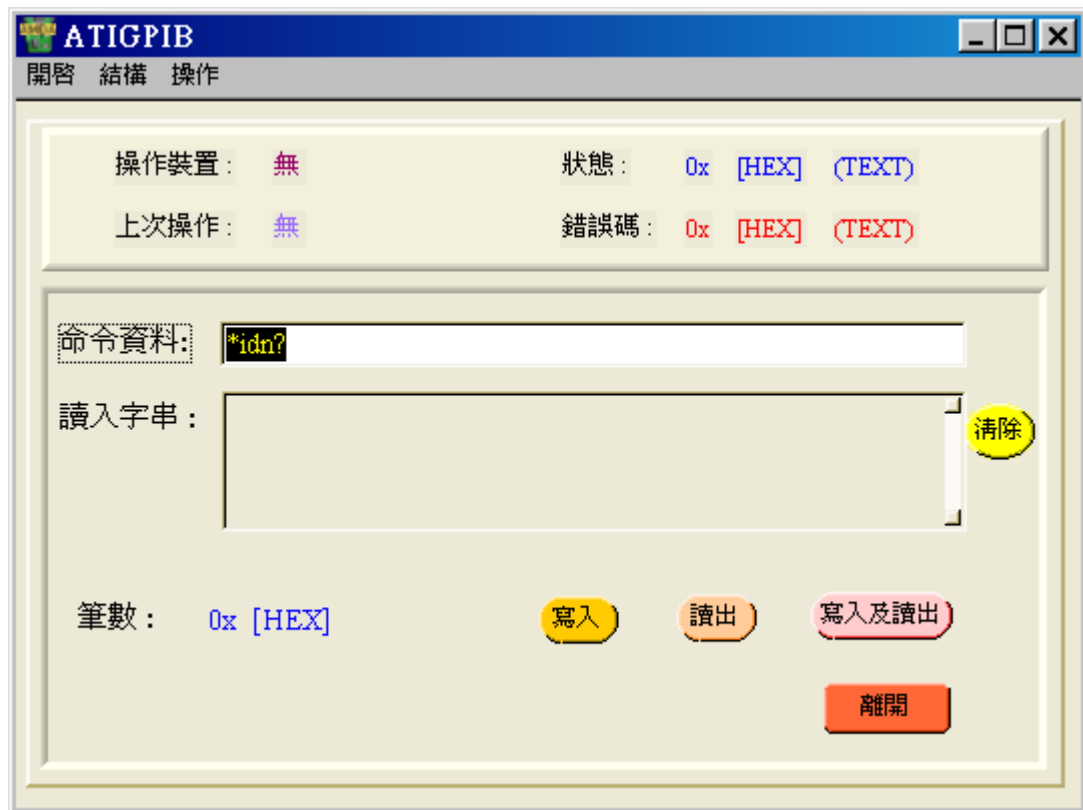 ATIGPIB
開啓 結構 操作
操作裝置： 無 狀態： 0x [HEX] (TEXT)
上次操作： 無 錯誤碼： 0x [HEX] (TEXT)
命令資料: *idn?
讀入字串： 清除
筆數： 0x [HEX] 寫入 讀出 寫入及讀出
離開